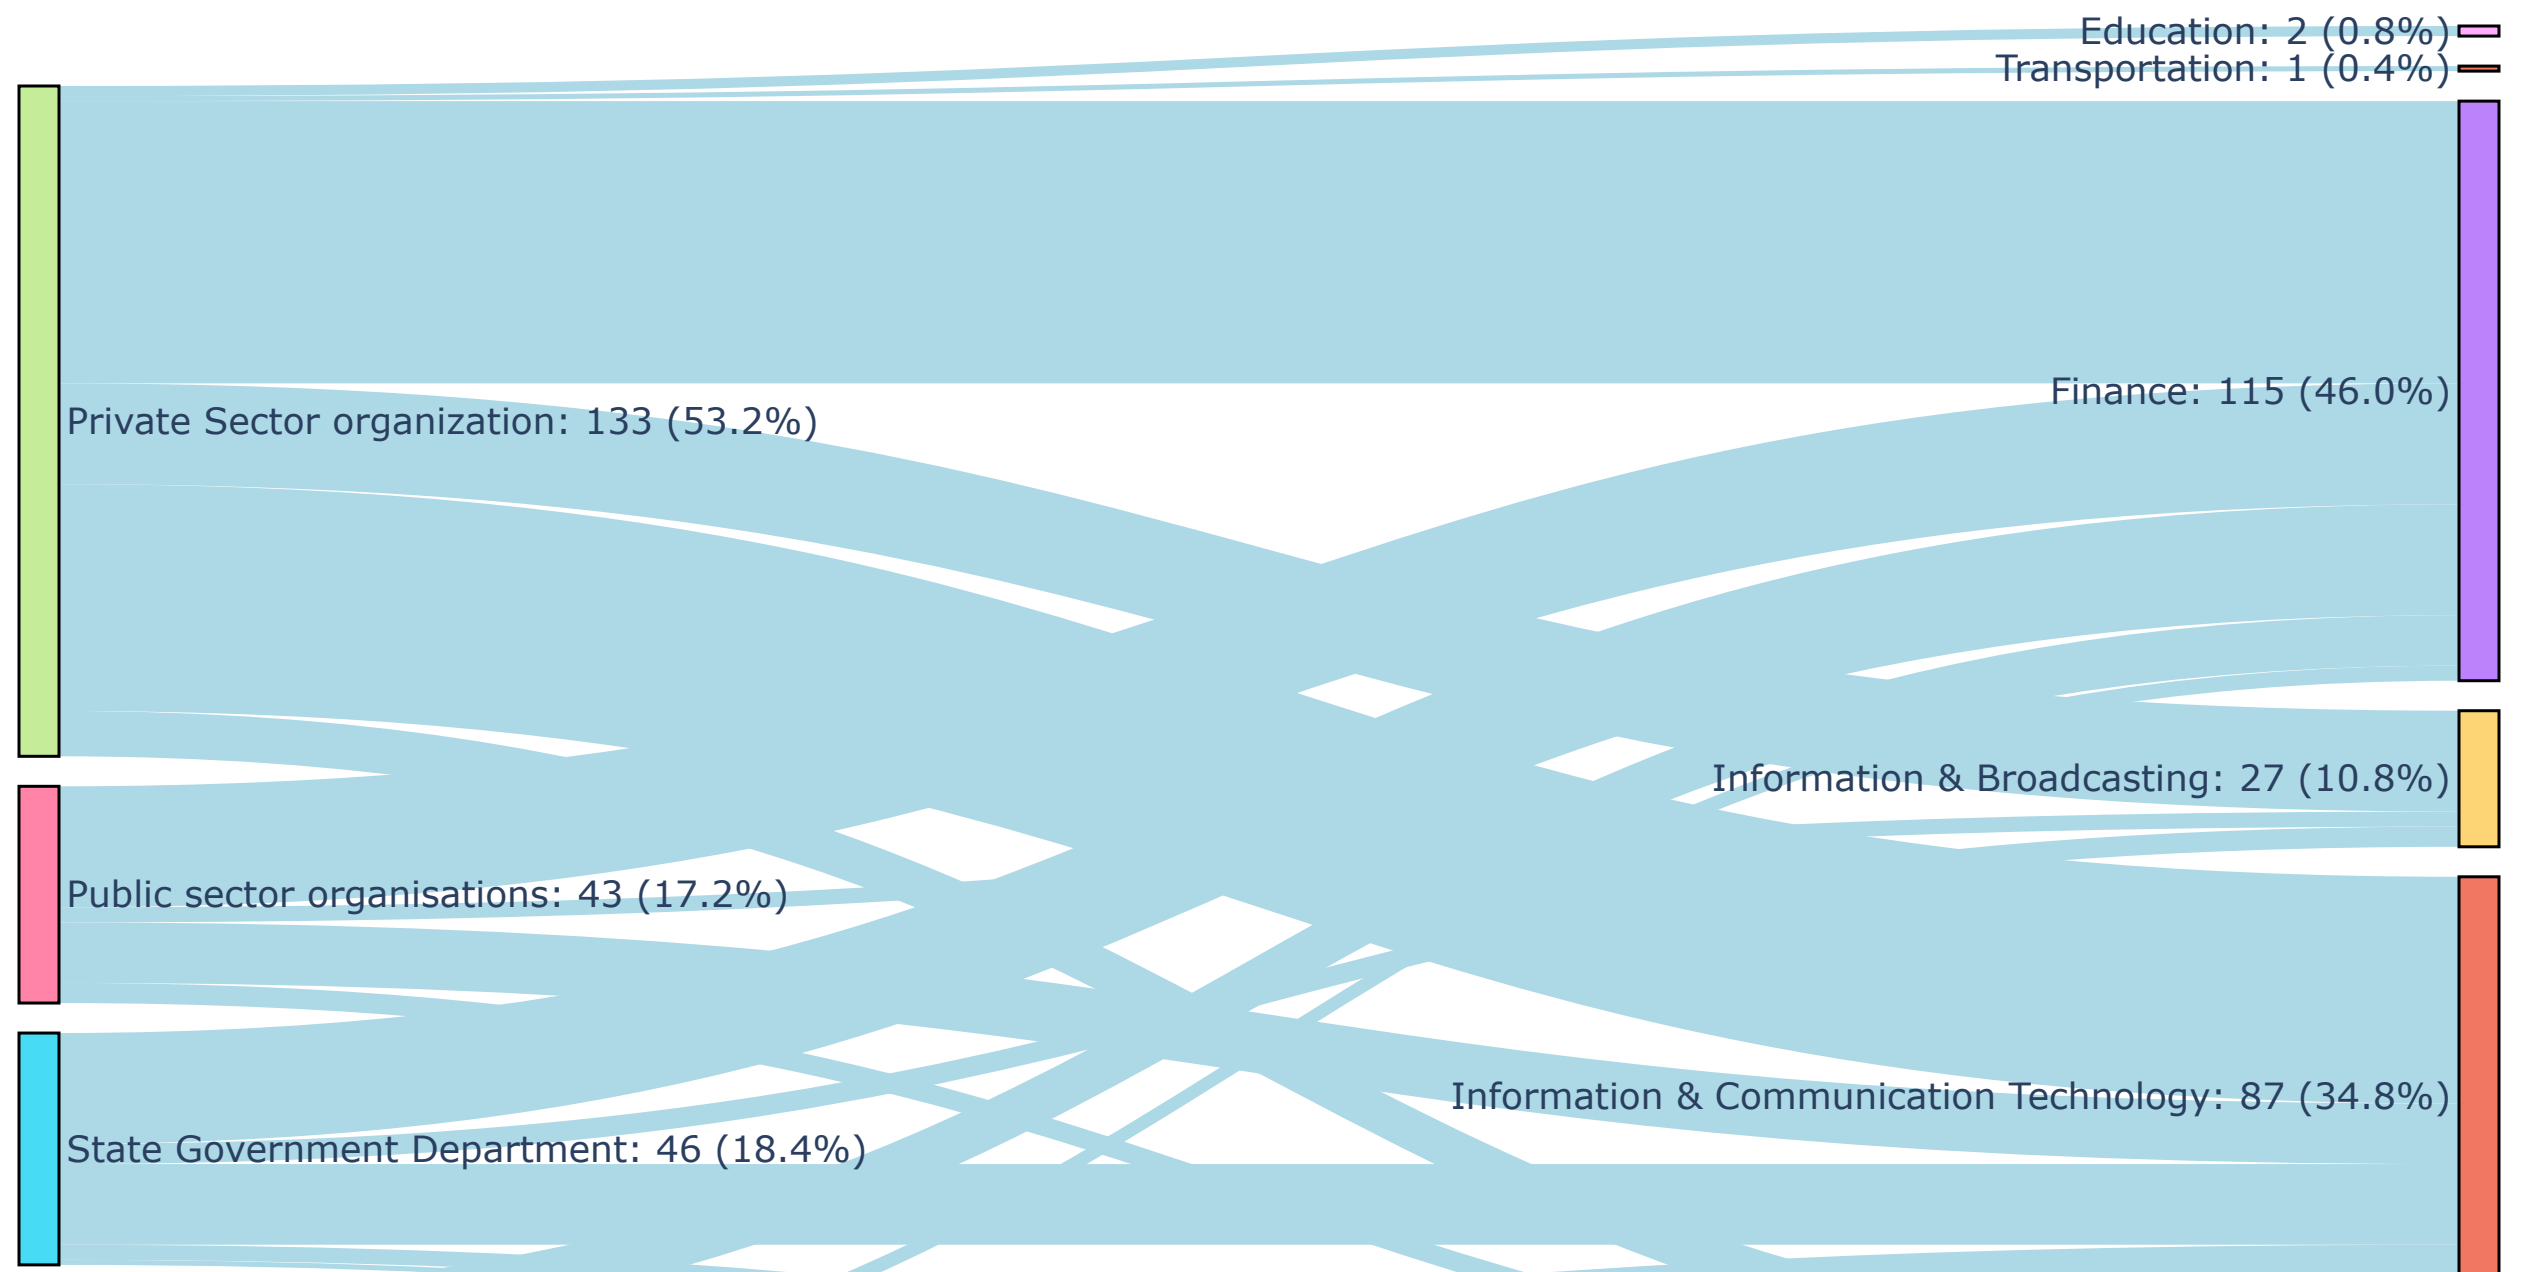 Education: 2 (0.8%)
Transportation: 1 (0.4%)
Finance: 115 (46.0%)
Private Sector organization: 133 (53.2%)
Information & Broadcasting: 27 (10.8%)
Public sector organisations: 43 (17.2%)
Information & Communication Technology: 87 (34.8%)
State Government Department: 46 (18.4%)